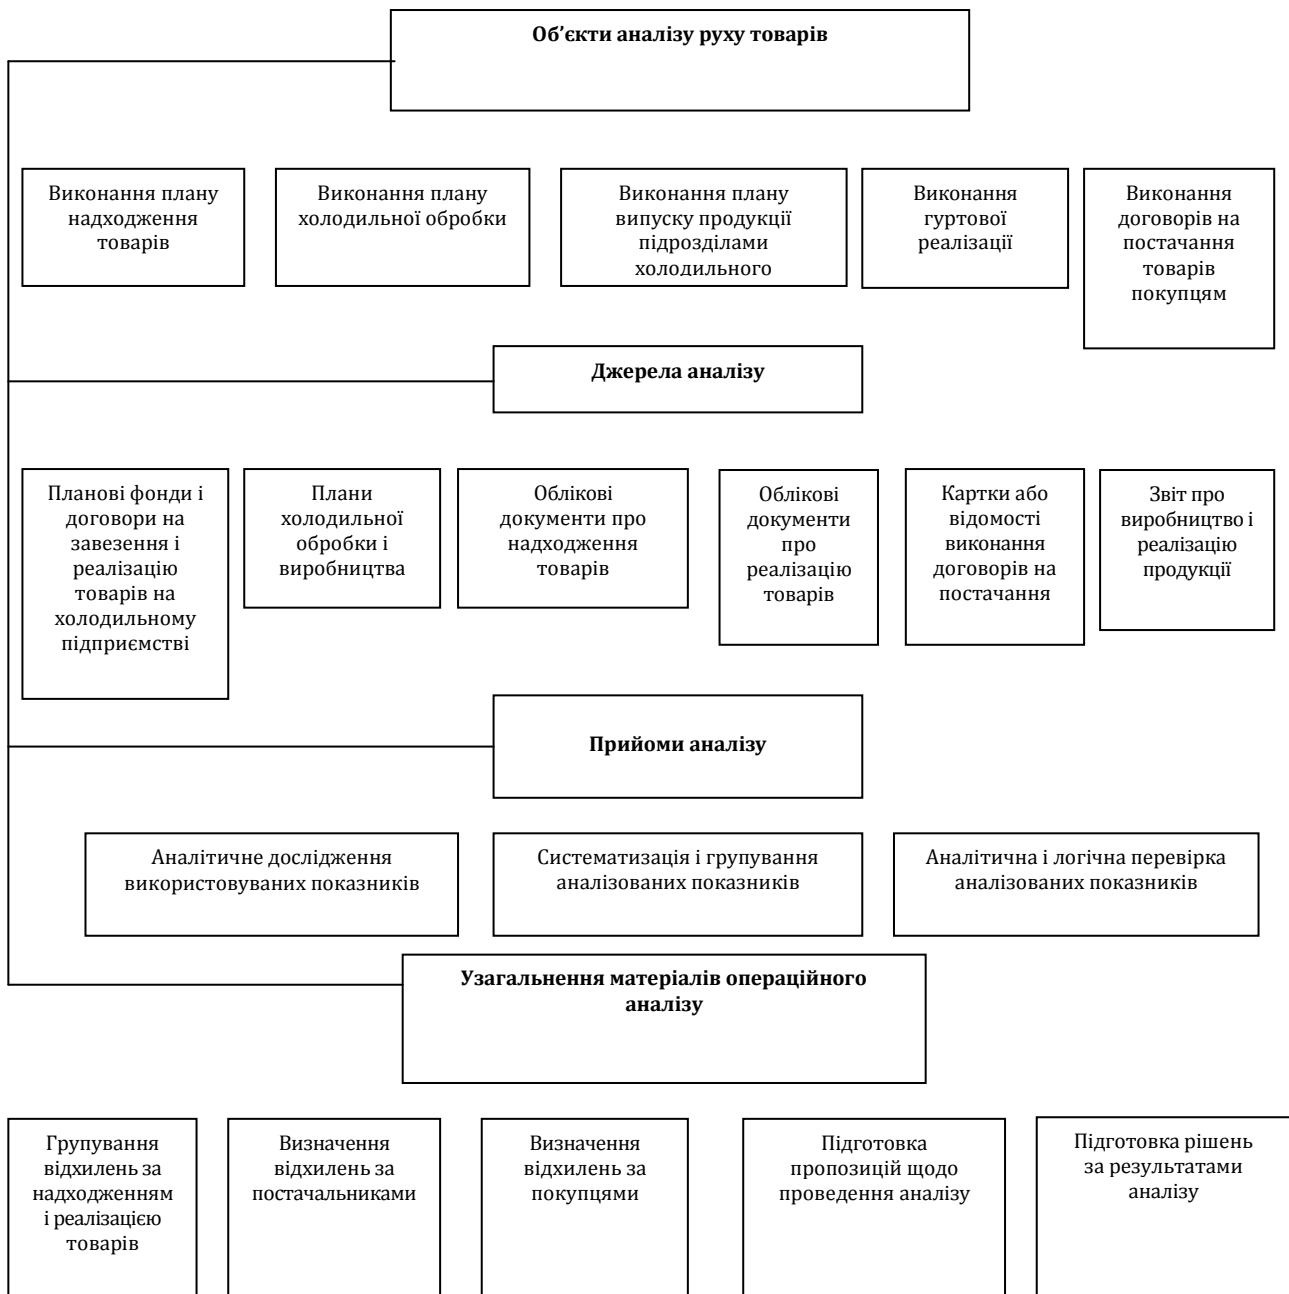 Об’єкти аналізу руху товарів
Виконання плану
надходження
товарів
Виконання плану
холодильної обробки
Виконання плану
випуску продукції
підрозділами
холодильного
Виконання
гуртової
реалізації
Виконання
договорів на
постачання
товарів
покупцям
Джерела аналізу
Планові фонди і
договори на
завезення і
реалізацію
товарів на
холодильному
підприємстві
Плани
холодильної
обробки і
виробництва
Облікові
документи про
надходження
товарів
Облікові
документи
про
реалізацію
товарів
Картки або
відомості
виконання
договорів на
постачання
Звіт про
виробництво і
реалізацію
продукції
Прийоми аналізу
Аналітичне дослідження
використовуваних показників
Систематизація і групування
аналізованих показників
Аналітична і логічна перевірка
аналізованих показників
Узагальнення матеріалів операційного
аналізу
Групування
відхилень за
надходженням
і реалізацією
товарів
Визначення
відхилень за
постачальниками
Визначення
відхилень за
покупцями
Підготовка
пропозицій щодо
проведення аналізу
Підготовка рішень
за результатами
аналізу